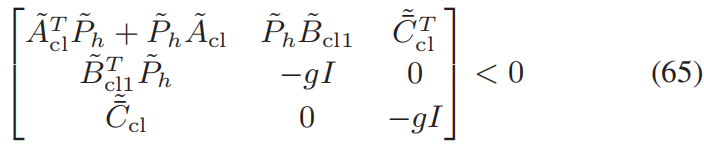 [ Ã_cl^T P̃_h + P̃_h Ã_cl   P̃_h B̃_cl1   C̄̃_cl^T ]
[ B̃_cl1^T P̃_h   −gI   0 ] < 0 (65)
[ C̄̃_cl   0   −gI ]